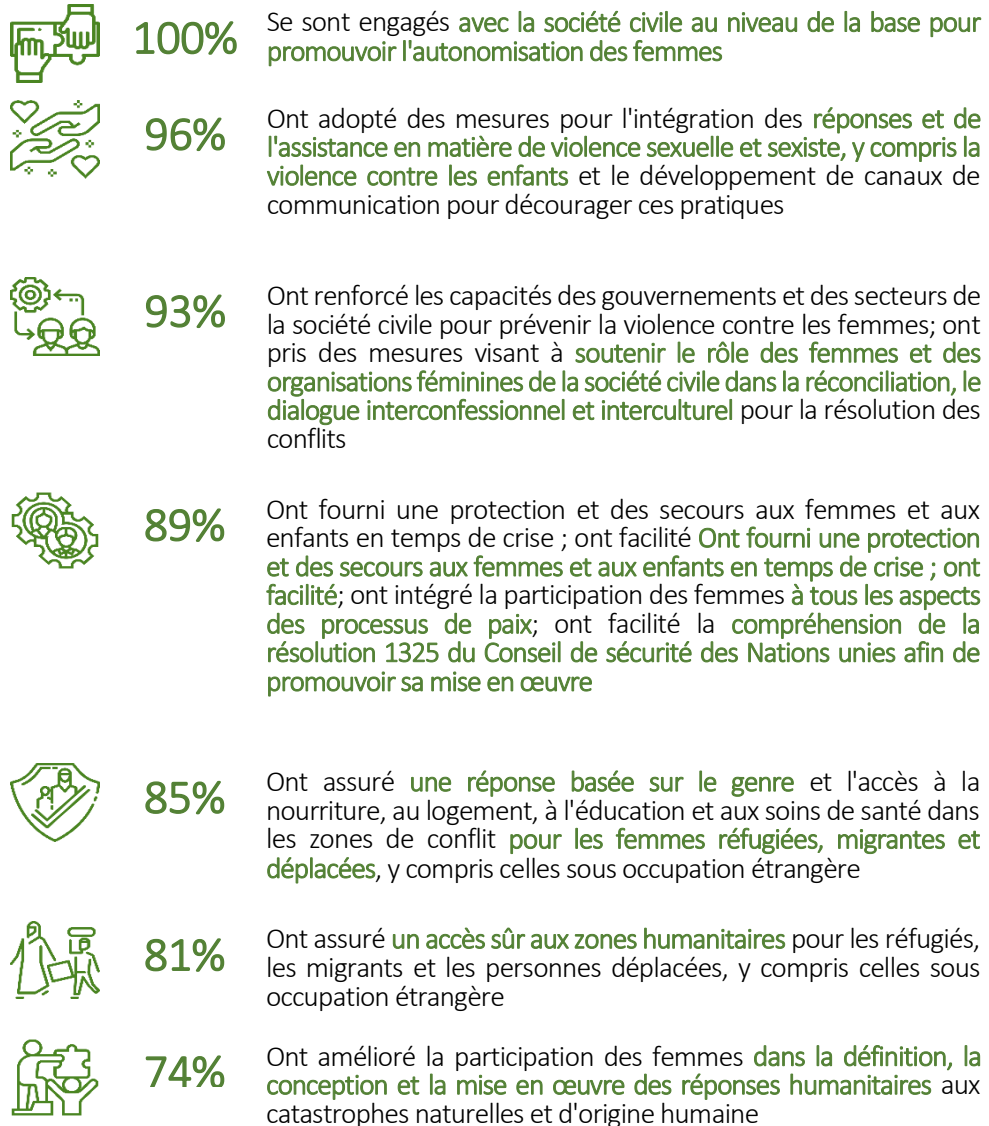 100%
Se sont engagés avec la société civile au niveau de la base pour
promouvoir l'autonomisation des femmes
96%
Ont adopté des mesures pour l'intégration des réponses et de
l'assistance en matière de violence sexuelle et sexiste, y compris la
violence contre les enfants et le développement de canaux de
communication pour décourager ces pratiques
93%
Ont renforcé les capacités des gouvernements et des secteurs de
la société civile pour prévenir la violence contre les femmes; ont
pris des mesures visant à soutenir le rôle des femmes et des
organisations féminines de la société civile dans la réconciliation, le
dialogue interconfessionnel et interculturel pour la résolution des
conflits
89%
Ont fourni une protection et des secours aux femmes et aux
enfants en temps de crise ; ont facilité Ont fourni une protection
et des secours aux femmes et aux enfants en temps de crise ; ont
facilité; ont intégré la participation des femmes à tous les aspects
des processus de paix; ont facilité la compréhension de la
résolution 1325 du Conseil de sécurité des Nations unies afin de
promouvoir sa mise en œuvre
85%
Ont assuré une réponse basée sur le genre et l'accès à la
nourriture, au logement, à l'éducation et aux soins de santé dans
les zones de conflit pour les femmes réfugiées, migrantes et
déplacées, y compris celles sous occupation étrangère
81%
Ont assuré un accès sûr aux zones humanitaires pour les réfugiés,
les migrants et les personnes déplacées, y compris celles sous
occupation étrangère
74%
Ont amélioré la participation des femmes dans la définition, la
conception et la mise en œuvre des réponses humanitaires aux
catastrophes naturelles et d'origine humaine